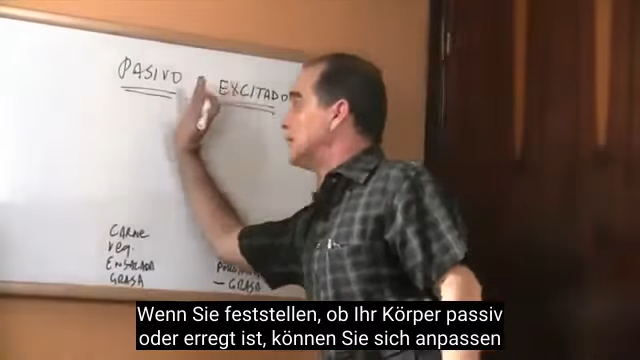 PASIVO
EXCITADO
CARNE
Veg.
ENSALADA
GRASA
— GRASA
Wenn Sie feststellen, ob Ihr Körper passiv
oder erregt ist, können Sie sich anpassen